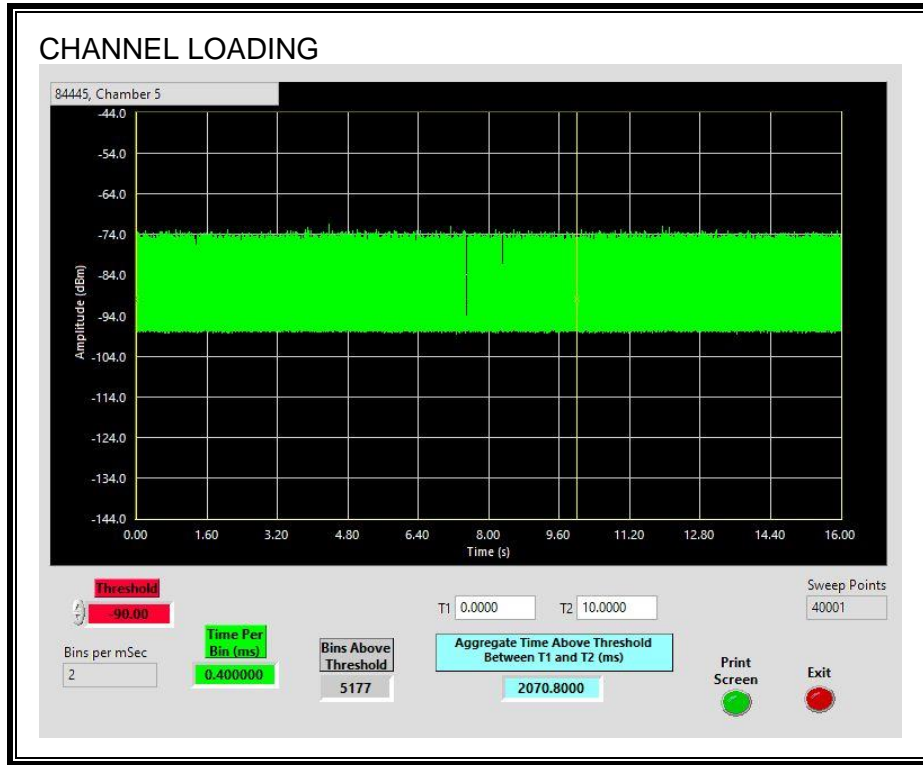 CHANNEL LOADING
84445, Chamber 5
-44.0
-54.0
-64.0
-74.0
-84.0
-94.0
-104.0
-114.0
-124.0
-134.0
-144.0
Amplitude (dBm)
0.00 1.60 3.20 4.80 6.40 8.00 9.60 11.20 12.80 14.40 16.00
Time (s)
Threshold
-90.00
Bins per mSec
2
Time Per
Bin (ms)
0.400000
Bins Above
Threshold
5177
T1 0.0000 T2 10.0000
Aggregate Time Above Threshold
Between T1 and T2 (ms)
2070.8000
Sweep Points
40001
Print
Screen
Exit